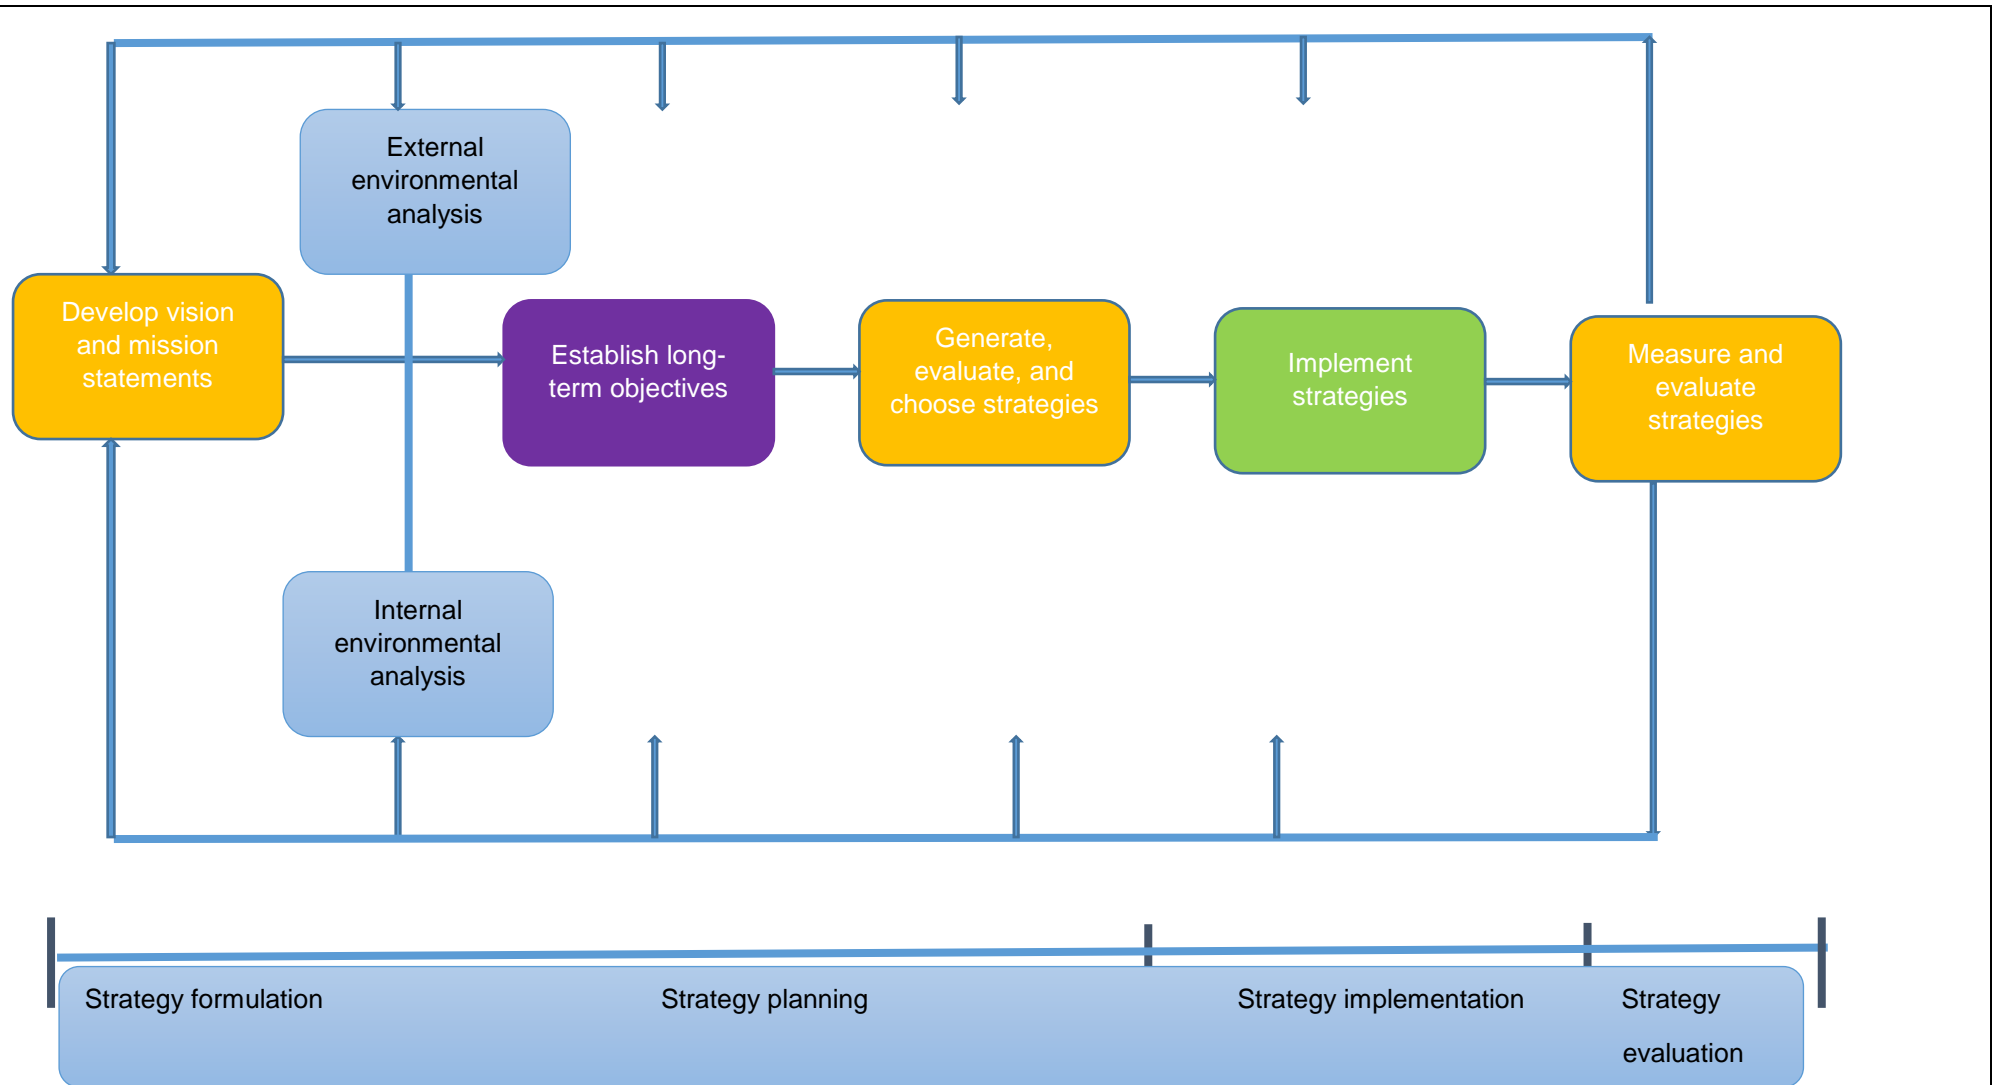 External
environmental
analysis
Develop vision
and mission
statements
Establish long-
term objectives
Generate,
evaluate, and
choose strategies
Implement
strategies
Measure and
evaluate
strategies
Internal
environmental
analysis
Strategy formulation Strategy planning Strategy implementation Strategy
evaluation